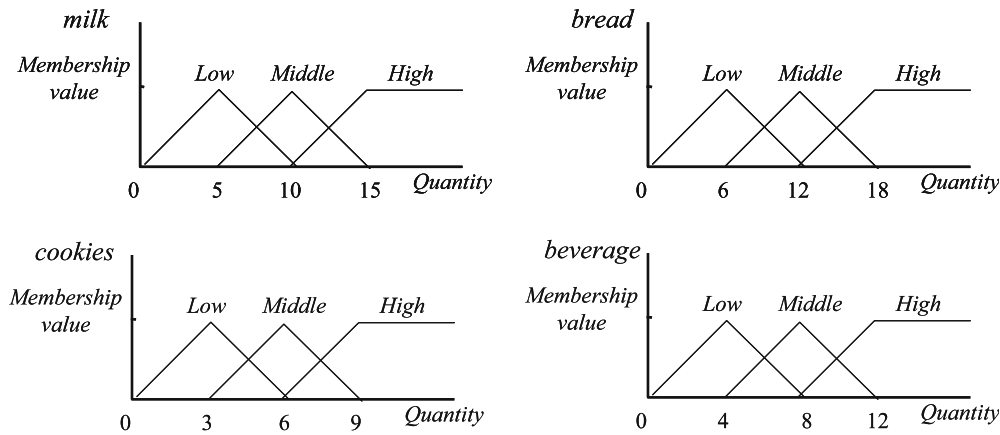 milk
Membership
value
Low Middle High
0 5 10 15 Quantity
bread
Membership
value
Low Middle High
0 6 12 18 Quantity
cookies
Membership
value
Low Middle High
0 3 6 9 Quantity
beverage
Membership
value
Low Middle High
0 4 8 12 Quantity